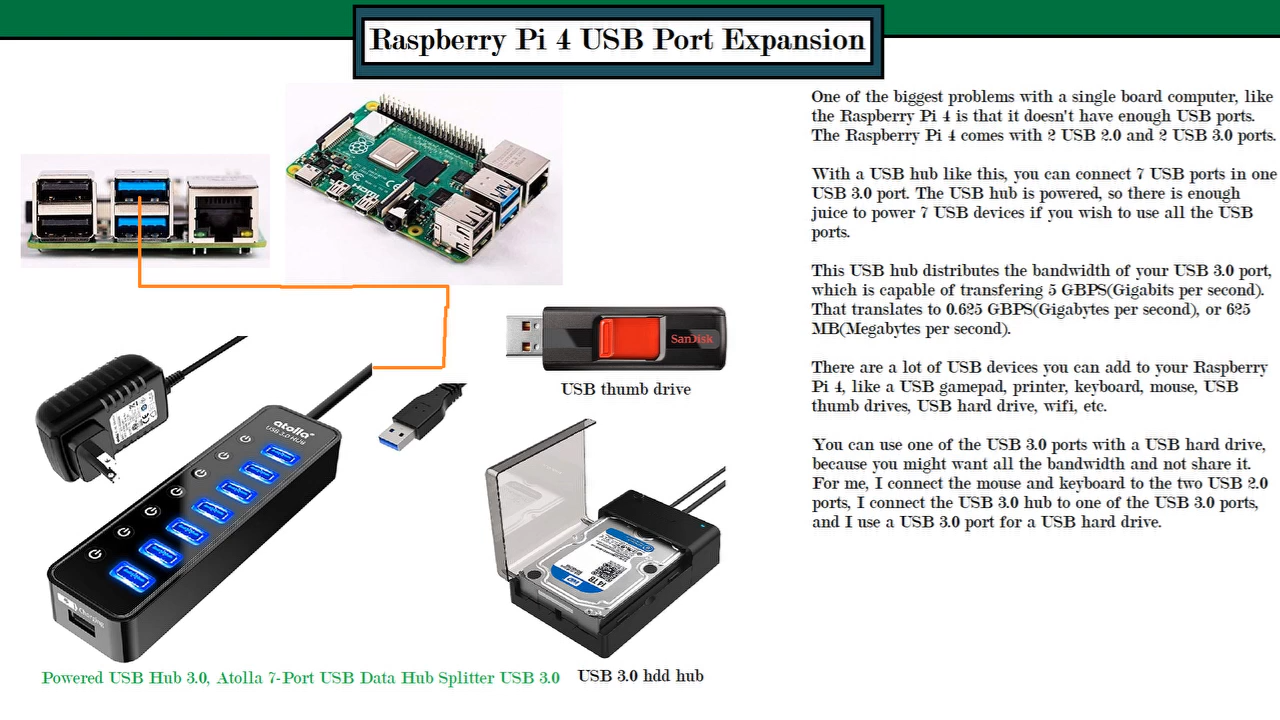 Raspberry Pi 4 USB Port Expansion
One of the biggest problems with a single board computer, like
the Raspberry Pi 4 is that it doesn't have enough USB ports.
The Raspberry Pi 4 comes with 2 USB 2.0 and 2 USB 3.0 ports.
With a USB hub like this, you can connect 7 USB ports in one
USB 3.0 port. The USB hub is powered, so there is enough
juice to power 7 USB devices if you wish to use all the USB
ports.
This USB hub distributes the bandwidth of your USB 3.0 port,
which is capable of transfering 5 GBPS(Gigabits per second).
That translates to 0.625 GBPS(Gigabytes per second), or 625
MB(Megabytes per second).
There are a lot of USB devices you can add to your Raspberry
Pi 4, like a USB gamepad, printer, keyboard, mouse, USB
thumb drives, USB hard drive, wifi, etc.
You can use one of the USB 3.0 ports with a USB hard drive,
because you might want all the bandwidth and not share it.
For me, I connect the mouse and keyboard to the two USB 2.0
ports, I connect the USB 3.0 hub to one of the USB 3.0 ports,
and I use a USB 3.0 port for a USB hard drive.
SanDisk
USB thumb drive
atolla
USB 3.0 HUB
Charging
14TB
Powered USB Hub 3.0, Atolla 7-Port USB Data Hub Splitter USB 3.0
USB 3.0 hdd hub